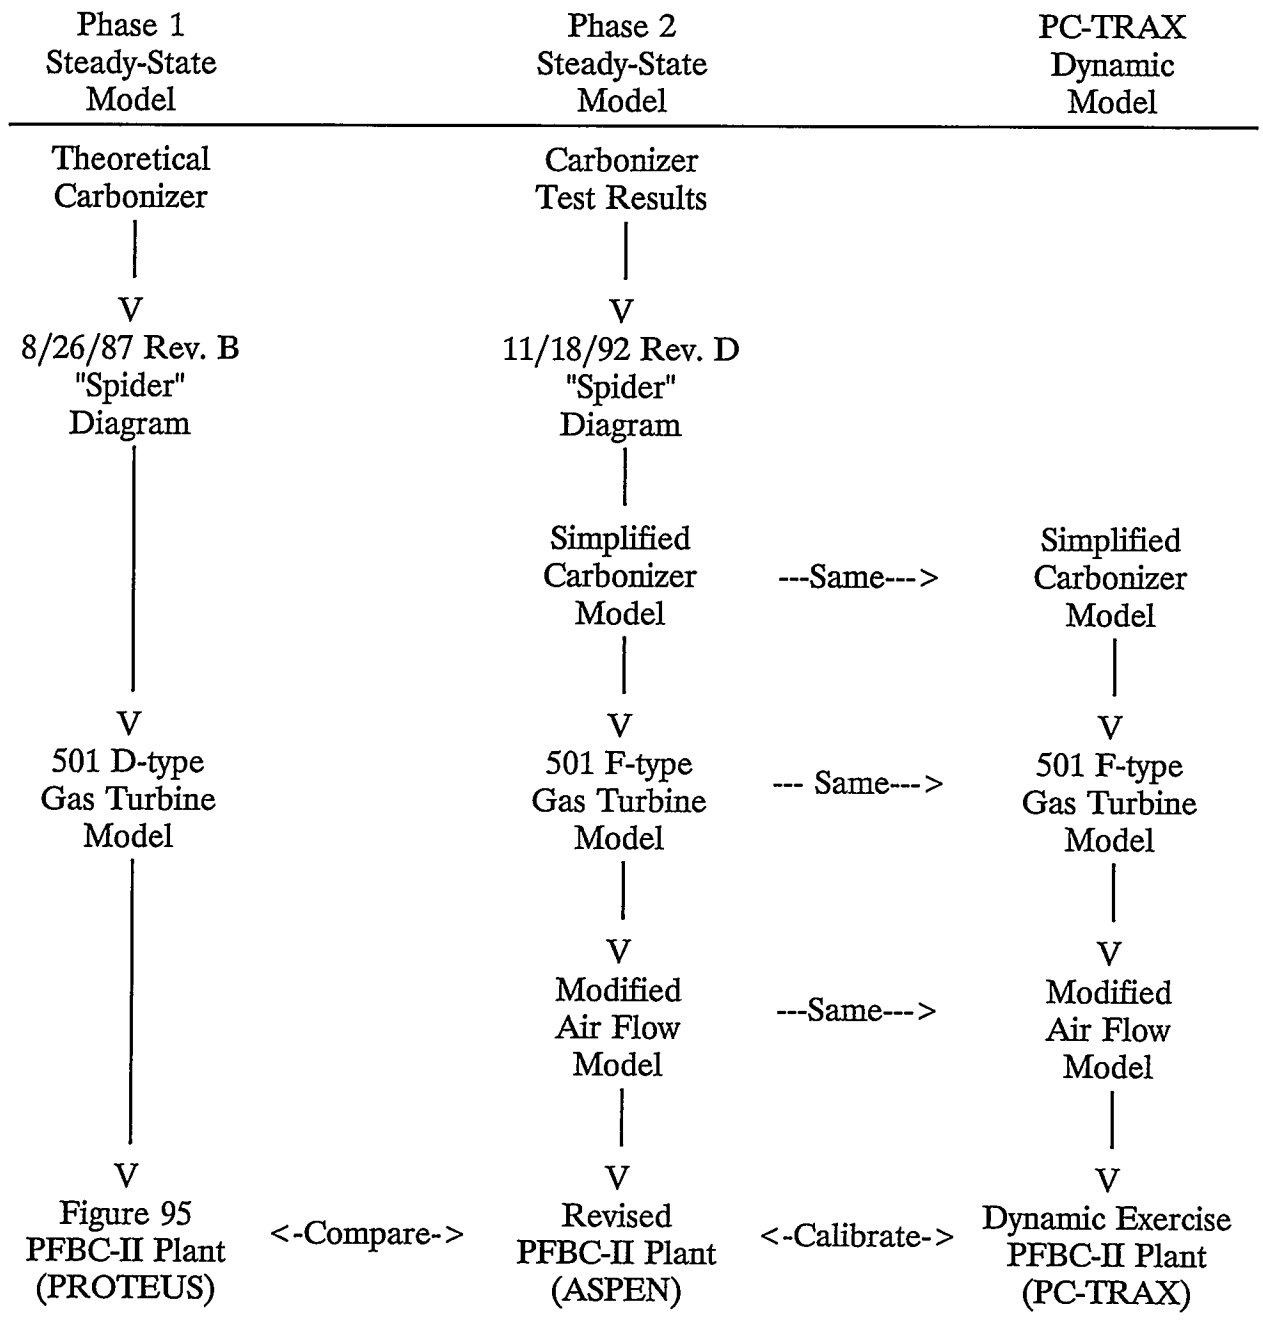 Phase 1
Steady-State
Model
Phase 2
Steady-State
Model
PC-TRAX
Dynamic
Model
Theoretical
Carbonizer
Carbonizer
Test Results
V
V
8/26/87 Rev. B
"Spider"
Diagram
11/18/92 Rev. D
"Spider"
Diagram
Simplified
Carbonizer
Model
---Same--->
Simplified
Carbonizer
Model
V
V
V
501 D-type
Gas Turbine
Model
501 F-type
Gas Turbine
Model
--- Same--->
501 F-type
Gas Turbine
Model
V
V
Modified
Air Flow
Model
---Same--->
Modified
Air Flow
Model
V
V
V
Figure 95
PFBC-II Plant
(PROTEUS)
<-Compare->
Revised
PFBC-II Plant
(ASPEN)
<-Calibrate->
Dynamic Exercise
PFBC-II Plant
(PC-TRAX)